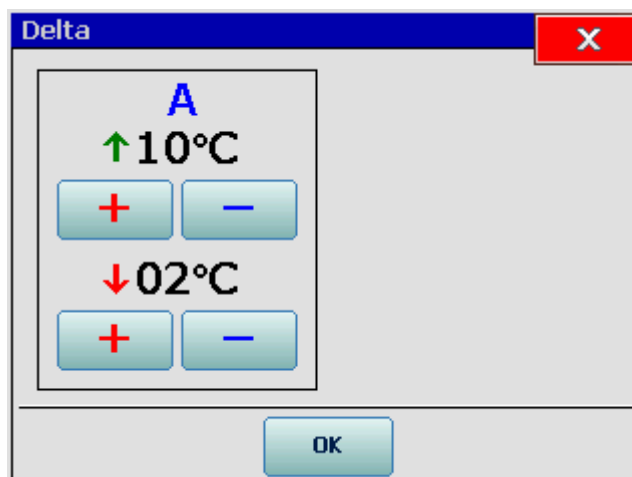 Delta X
A
↑10°C
+ −
↓02°C
+ −
OK